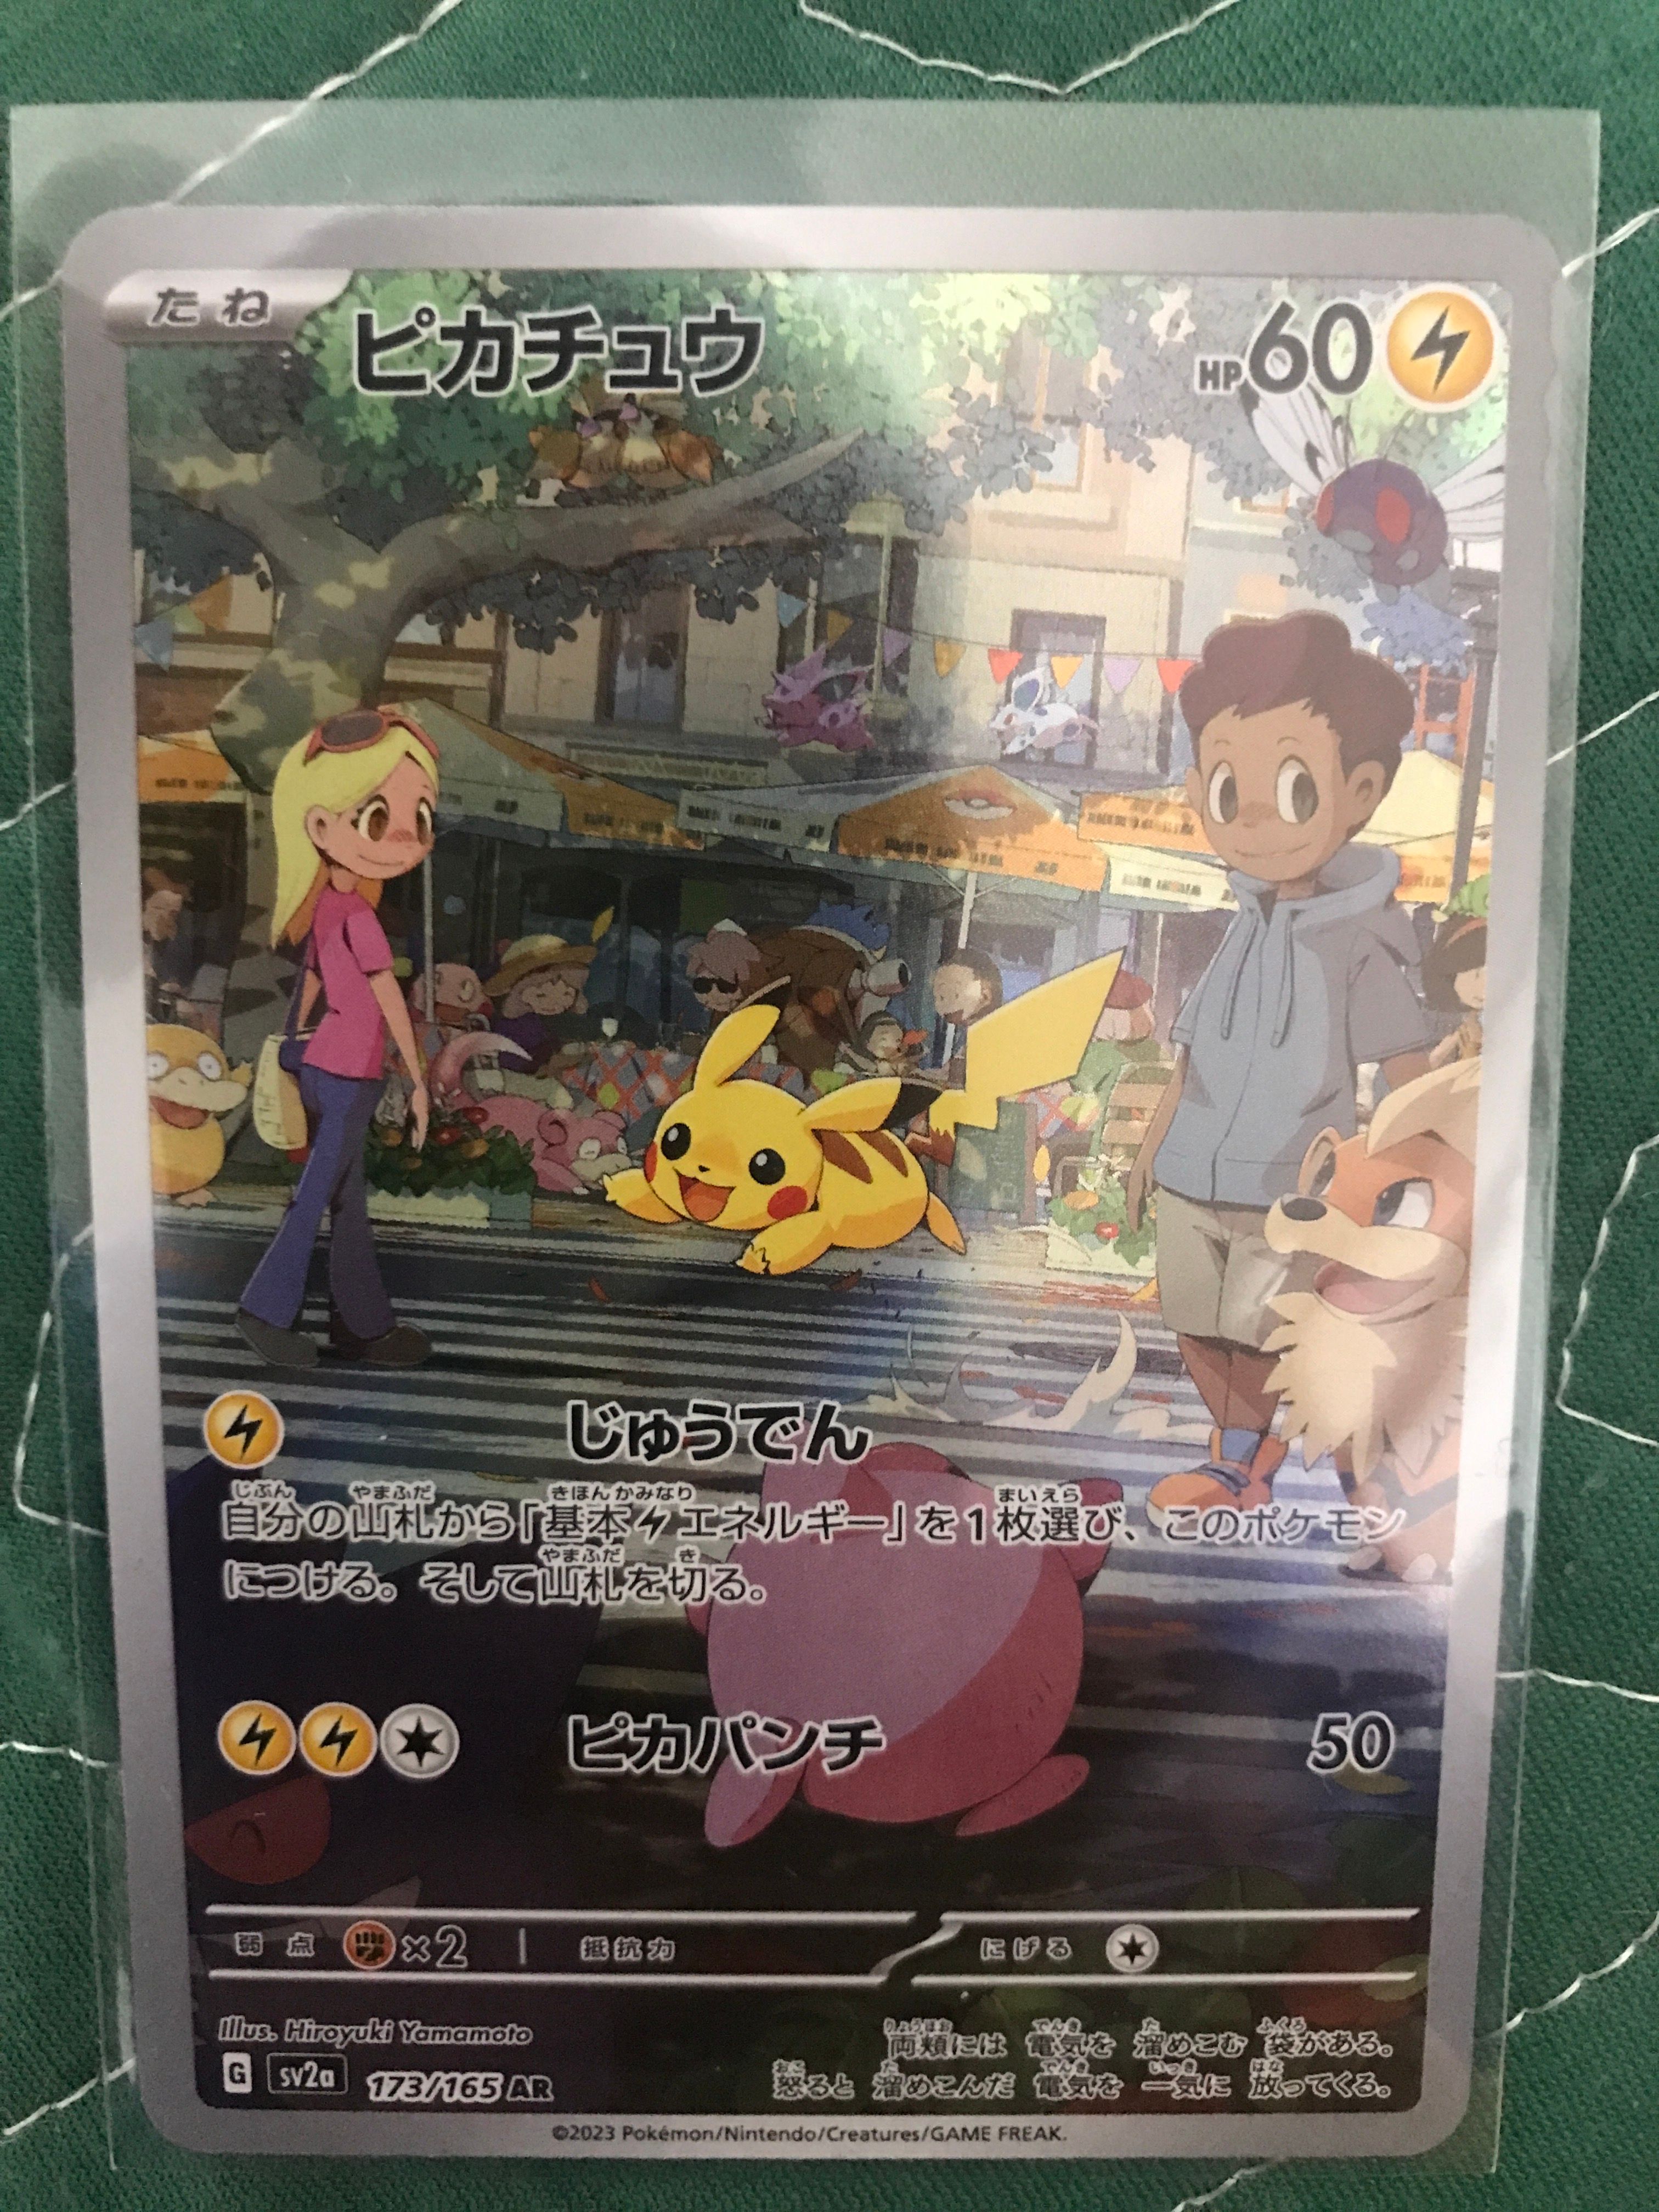 たね
ピカチュウ
HP60
じゅうでん
自分の山札から「基本エネルギー」を1枚選び、このポケモン
につける。そして山札を切る。
ピカパンチ 50
弱点 ×2 抵抗力 にげる
Illus. Hiroyuki Yamamoto
両頬には 電気を 溜めこむ 袋がある。
怒ると 溜めこんだ 電気を 一気に 放ってくる。
G sv2a 173/165 AR
©2023 Pokémon/Nintendo/Creatures/GAME FREAK.